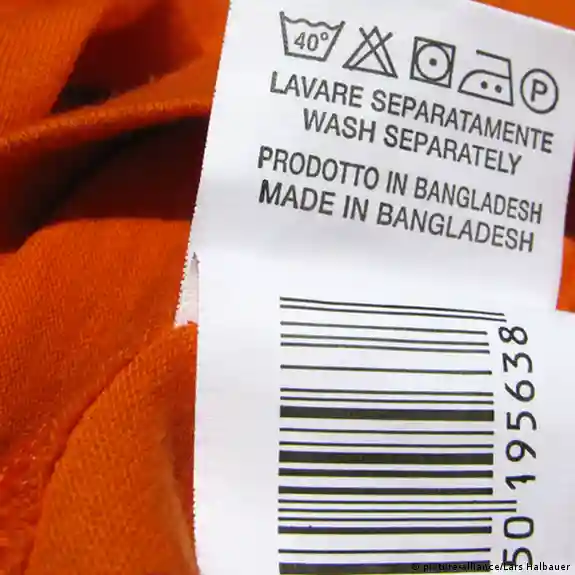 40°
P
LAVARE SEPARATAMENTE
WASH SEPARATELY
PRODOTTO IN BANGLADESH
MADE IN BANGLADESH
50195638
© picture-alliance/Lars Halbauer